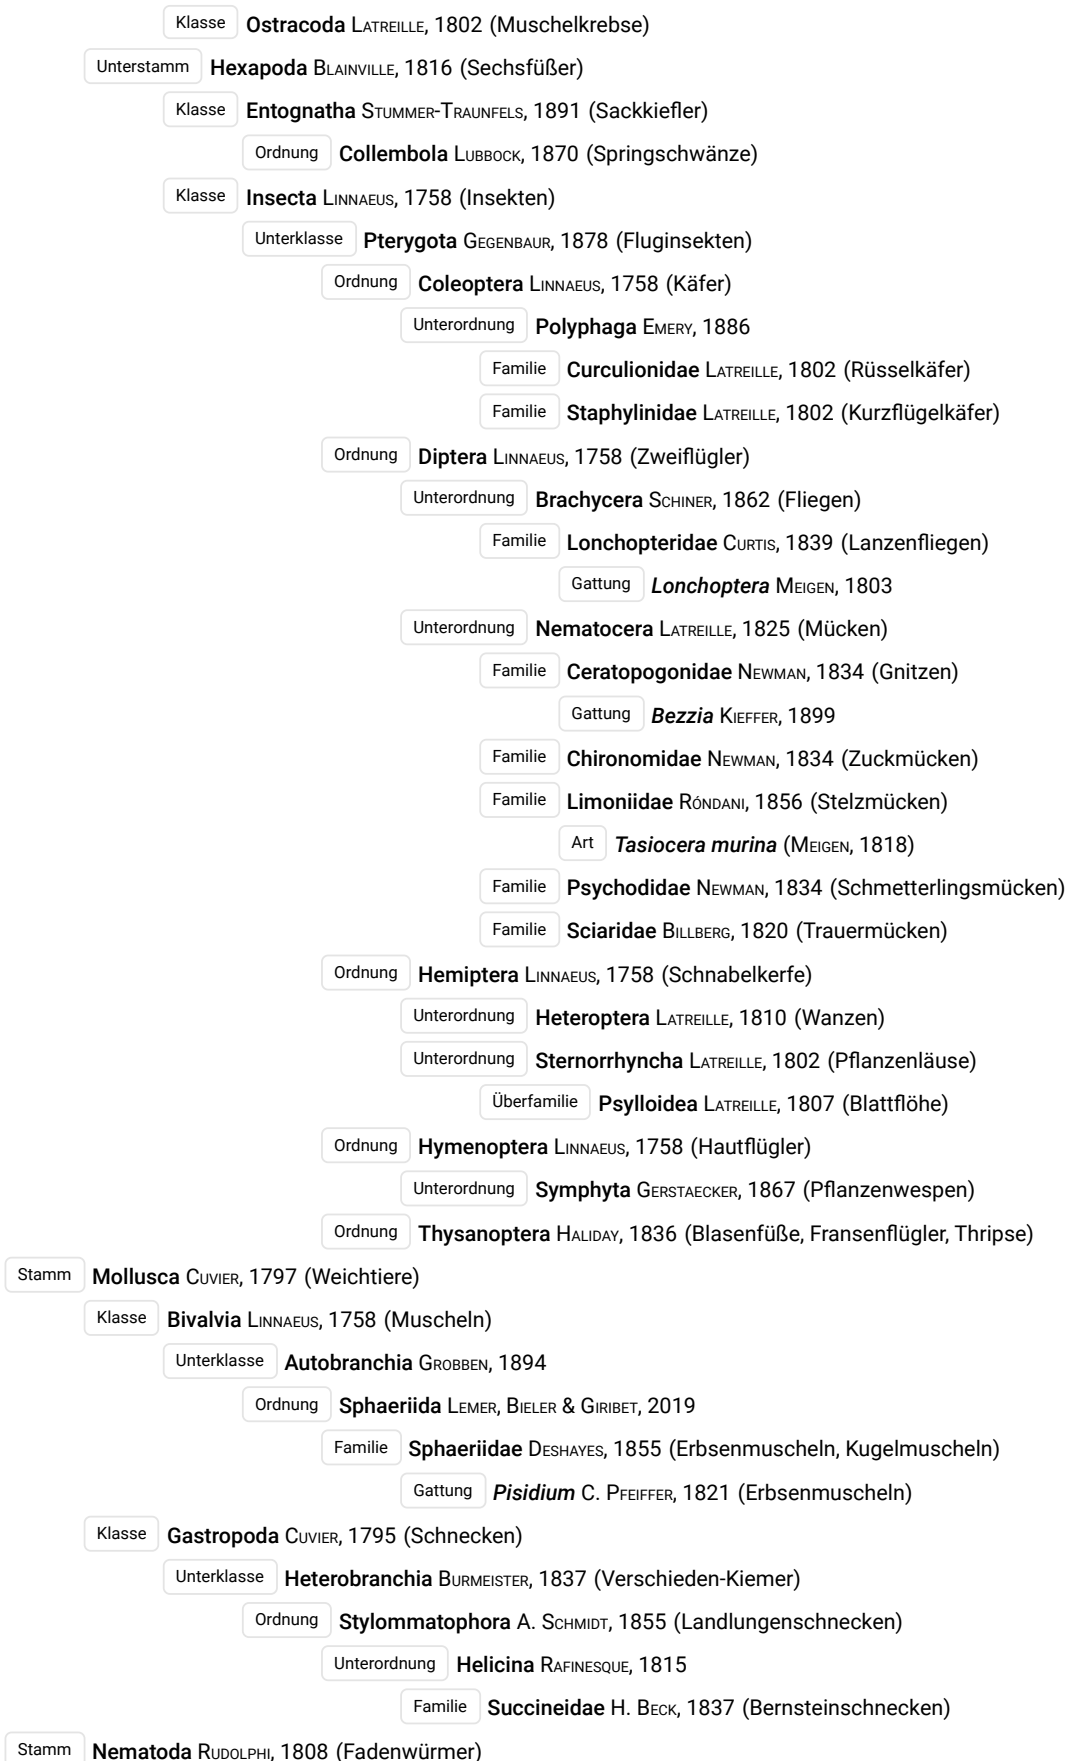 Klasse Ostracoda Latreille, 1802 (Muschelkrebse)
Unterstamm Hexapoda Blainville, 1816 (Sechsfüßer)
Klasse Entognatha Stummer-Traunfels, 1891 (Sackkiefler)
Ordnung Collembola Lubbock, 1870 (Springschwänze)
Klasse Insecta Linnaeus, 1758 (Insekten)
Unterklasse Pterygota Gegenbaur, 1878 (Fluginsekten)
Ordnung Coleoptera Linnaeus, 1758 (Käfer)
Unterordnung Polyphaga Emery, 1886
Familie Curculionidae Latreille, 1802 (Rüsselkäfer)
Familie Staphylinidae Latreille, 1802 (Kurzflügelkäfer)
Ordnung Diptera Linnaeus, 1758 (Zweiflügler)
Unterordnung Brachycera Schiner, 1862 (Fliegen)
Familie Lonchopteridae Curtis, 1839 (Lanzenfliegen)
Gattung Lonchoptera Meigen, 1803
Unterordnung Nematocera Latreille, 1825 (Mücken)
Familie Ceratopogonidae Newman, 1834 (Gnitzen)
Gattung Bezzia Kieffer, 1899
Familie Chironomidae Newman, 1834 (Zuckmücken)
Familie Limoniidae Róndani, 1856 (Stelzmücken)
Art Tasiocera murina (Meigen, 1818)
Familie Psychodidae Newman, 1834 (Schmetterlingsmücken)
Familie Sciaridae Billberg, 1820 (Trauermücken)
Ordnung Hemiptera Linnaeus, 1758 (Schnabelkerfe)
Unterordnung Heteroptera Latreille, 1810 (Wanzen)
Unterordnung Sternorrhyncha Latreille, 1802 (Pflanzenläuse)
Überfamilie Psylloidea Latreille, 1807 (Blattflöhe)
Ordnung Hymenoptera Linnaeus, 1758 (Hautflügler)
Unterordnung Symphyta Gerstaecker, 1867 (Pflanzenwespen)
Ordnung Thysanoptera Haliday, 1836 (Blasenfüße, Fransenflügler, Thripse)
Stamm Mollusca Cuvier, 1797 (Weichtiere)
Klasse Bivalvia Linnaeus, 1758 (Muscheln)
Unterklasse Autobranchia Grobben, 1894
Ordnung Sphaeriida Lemer, Bieler & Giribet, 2019
Familie Sphaeriidae Deshayes, 1855 (Erbsenmuscheln, Kugelmuscheln)
Gattung Pisidium C. Pfeiffer, 1821 (Erbsenmuscheln)
Klasse Gastropoda Cuvier, 1795 (Schnecken)
Unterklasse Heterobranchia Burmeister, 1837 (Verschieden-Kiemer)
Ordnung Stylommatophora A. Schmidt, 1855 (Landlungenschnecken)
Unterordnung Helicina Rafinesque, 1815
Familie Succineidae H. Beck, 1837 (Bernsteinschnecken)
Stamm Nematoda Rudolphi, 1808 (Fadenwürmer)